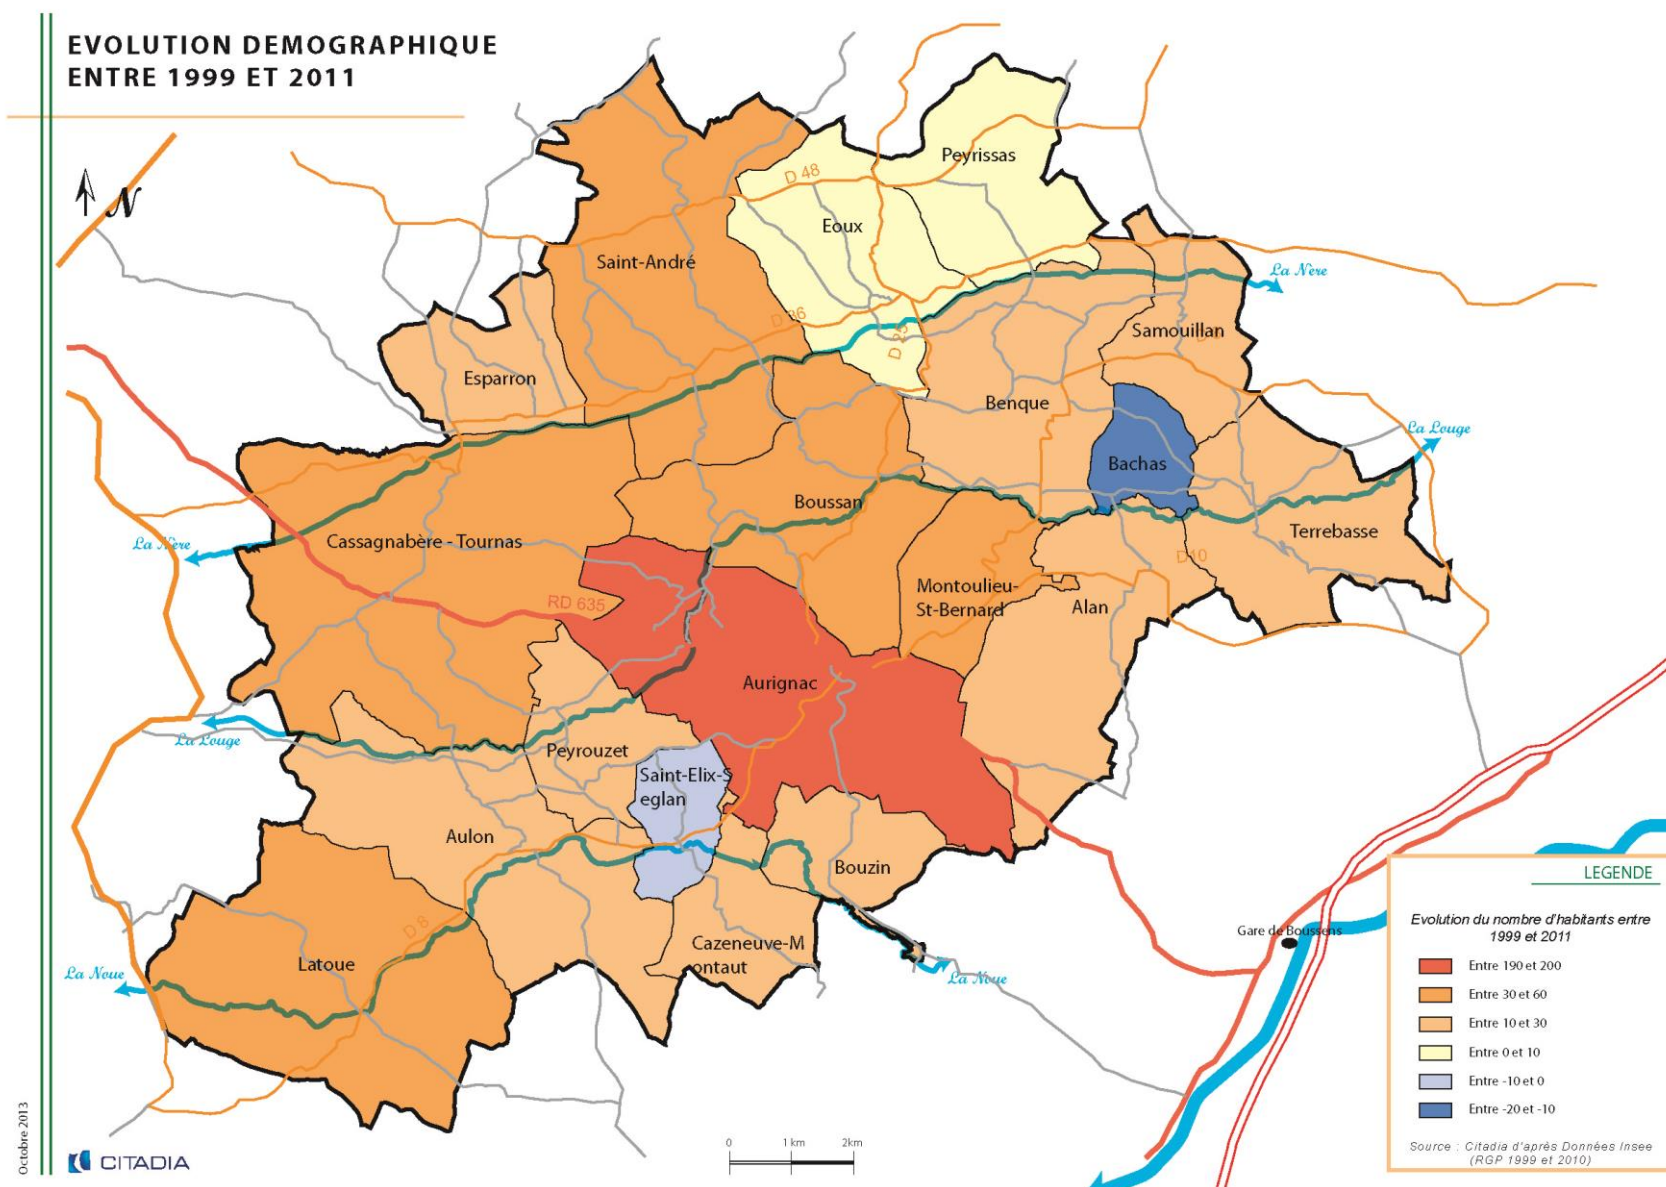 EVOLUTION DEMOGRAPHIQUE
ENTRE 1999 ET 2011
N
Peyrissas
D 48
Eoux
Saint-André
La Nère
D 36
Samouillan
D 25
Esparron
Benque
La Louge
Bachas
Boussan
Terrebasse
La Nère
Cassagnabère - Tournas
D10
Montoulieu-
St-Bernard
RD 635
Alan
Aurignac
La Louge
Peyrouzet
Saint-Elix-S
eglan
Aulon
Bouzin
D 8
Cazeneuve-M
ontaut
Latoue
La Noue
La Noue
Gare de Boussens
LEGENDE
Evolution du nombre d'habitants entre
1999 et 2011
Entre 190 et 200
Entre 30 et 60
Entre 10 et 30
Entre 0 et 10
Entre -10 et 0
Entre -20 et -10
Source : Citadia d'après Données Insee
(RGP 1999 et 2010)
0 1 km 2km
Octobre 2013
CITADIA